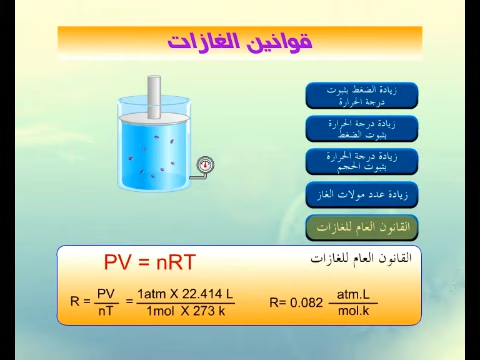 قوانين الغازات
زيادة الضغط بثبوت
درجة الحرارة
زيادة درجة الحرارة
بثبوت الضغط
زيادة درجة الحرارة
بثبوت الحجم
زيادة عدد مولات الغاز
القانون العام للغازات
القانون العام للغازات
PV = nRT
R = PV/nT = 1atm X 22.414 L/1mol X 273 k
R= 0.082 atm.L/mol.k